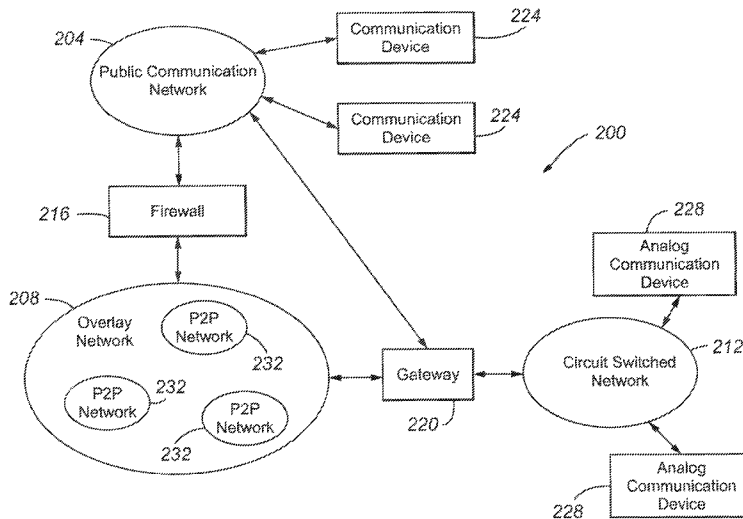 204
Public Communication
Network
Communication
Device
224
Communication
Device
224
200
216
Firewall
228
Analog
Communication
Device
208
Overlay
Network
P2P
Network
232
P2P
Network
232
P2P
Network
232
Gateway
220
Circuit Switched
Network
212
Analog
Communication
Device
228